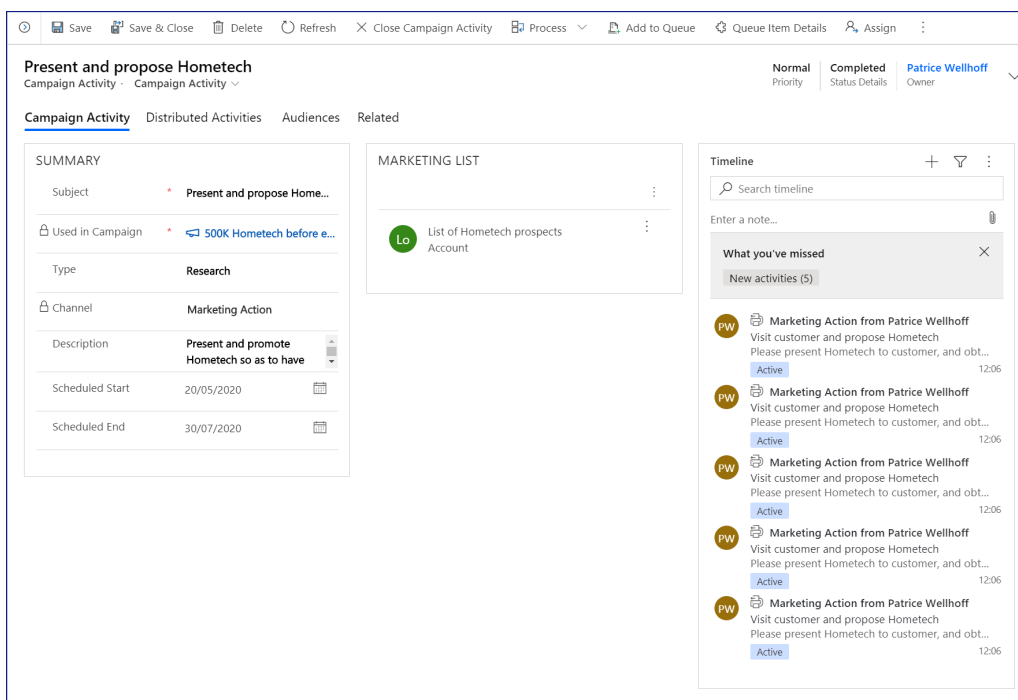 Save Save & Close Delete Refresh Close Campaign Activity Process Add to Queue Queue Item Details Assign
Present and propose Hometech
Campaign Activity · Campaign Activity
Normal
Priority
Completed
Status Details
Patrice Wellhoff
Owner
Campaign Activity Distributed Activities Audiences Related
SUMMARY
Subject * Present and propose Home...
Used in Campaign * 500K Hometech before e...
Type Research
Channel Marketing Action
Description Present and promote
Hometech so as to have
Scheduled Start 20/05/2020
Scheduled End 30/07/2020
MARKETING LIST
Lo
List of Hometech prospects
Account
Timeline
Search timeline
Enter a note...
What you've missed
New activities (5)
PW Marketing Action from Patrice Wellhoff
Visit customer and propose Hometech
Please present Hometech to customer, and obt...
Active 12:06
PW Marketing Action from Patrice Wellhoff
Visit customer and propose Hometech
Please present Hometech to customer, and obt...
Active 12:06
PW Marketing Action from Patrice Wellhoff
Visit customer and propose Hometech
Please present Hometech to customer, and obt...
Active 12:06
PW Marketing Action from Patrice Wellhoff
Visit customer and propose Hometech
Please present Hometech to customer, and obt...
Active 12:06
PW Marketing Action from Patrice Wellhoff
Visit customer and propose Hometech
Please present Hometech to customer, and obt...
Active 12:06